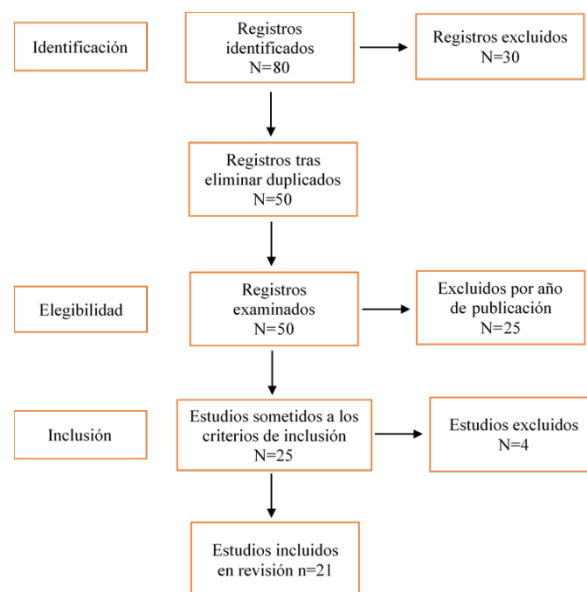 Identificación
Registros
identificados
N=80
Registros excluidos
N=30
Registros tras
eliminar duplicados
N=50
Elegibilidad
Registros
examinados
N=50
Excluidos por año
de publicación
N=25
Inclusión
Estudios sometidos a los
criterios de inclusión
N=25
Estudios excluidos
N=4
Estudios incluidos
en revisión n=21